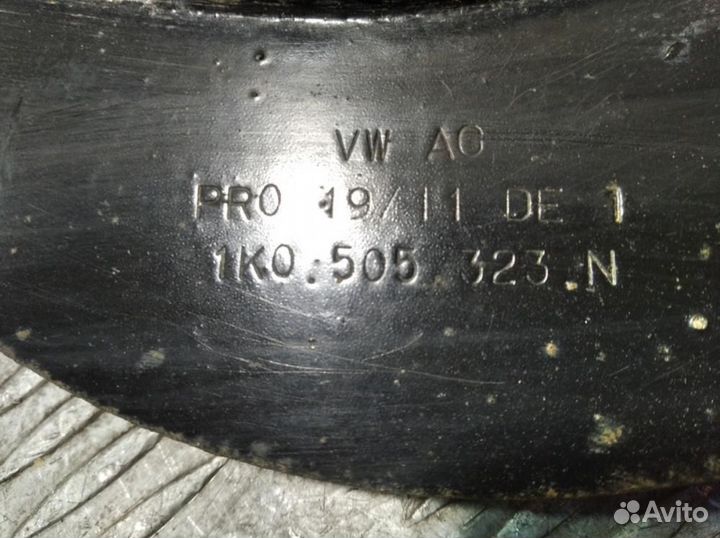 VW AG
PRO 19/11 DE 1
1K0.505.323.N
Avito